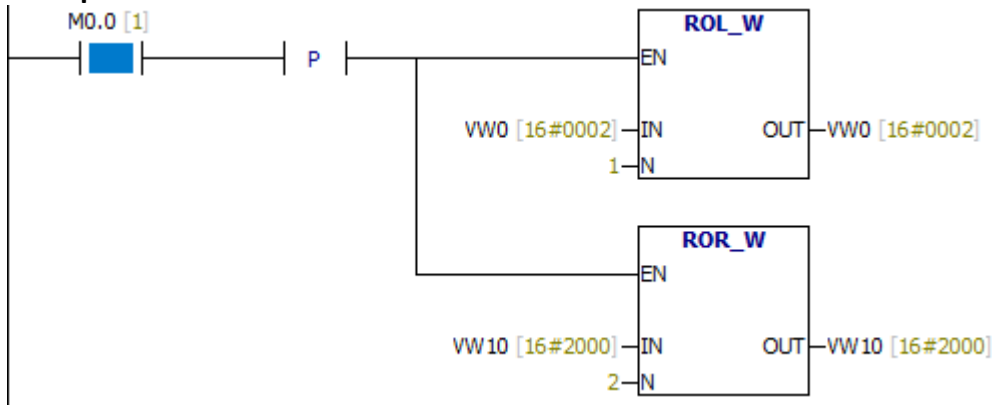 M0.0 [1]
P
ROL_W
EN
VW0 [16#0002] IN OUT VW0 [16#0002]
1 N
ROR_W
EN
VW10 [16#2000] IN OUT VW10 [16#2000]
2 N